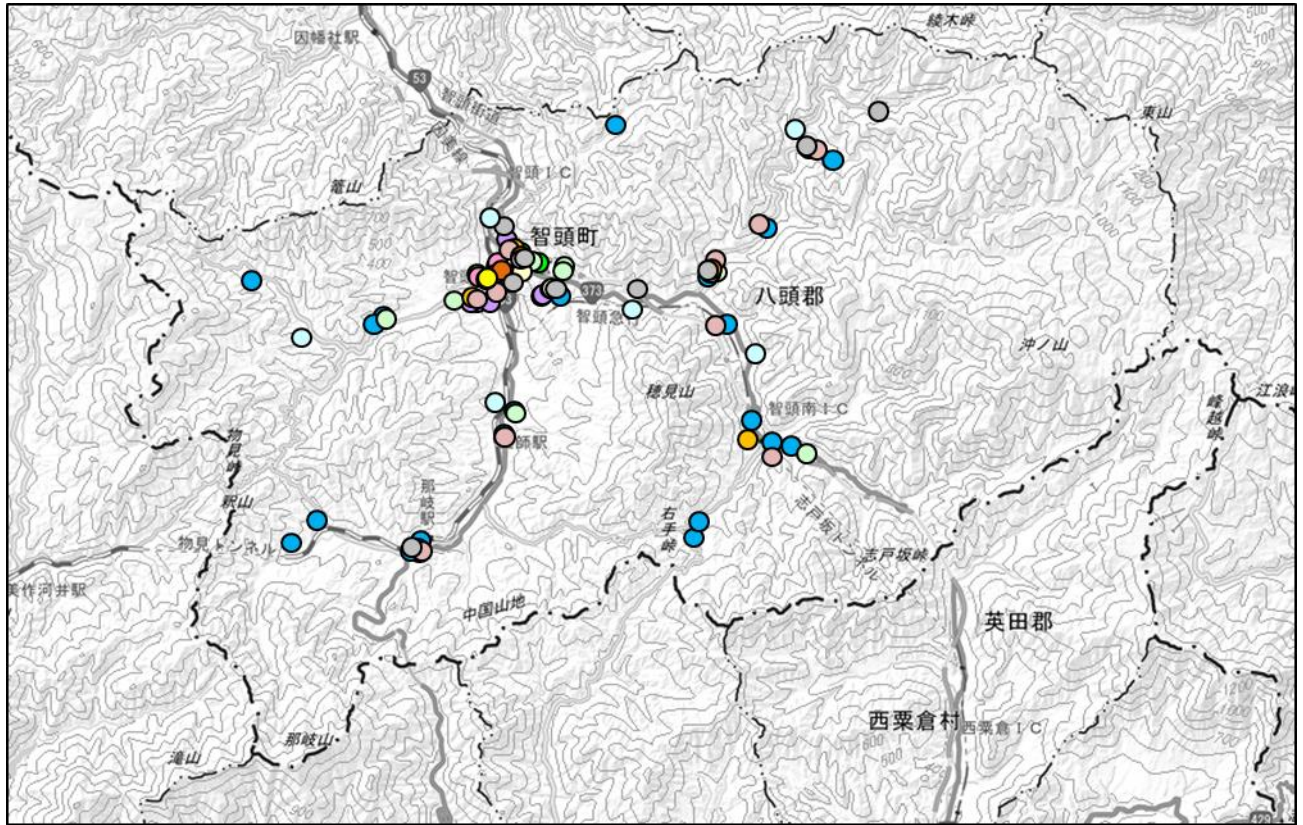 綾木峠
因幡社駅
53
智頭街道
因美線
東山
智頭ＩＣ
篭山
智頭町
373
八頭郡
智頭急行
沖ノ山
江浪峠
穂見山
峰越峠
智頭南ＩＣ
物見峠
師駅
釈山
那岐駅
右手峠
志戸坂トンネル
物見トンネル
志戸坂峠
美作河井駅
中国山地
英田郡
西粟倉村
西粟倉ＩＣ
那岐山
滝山
429